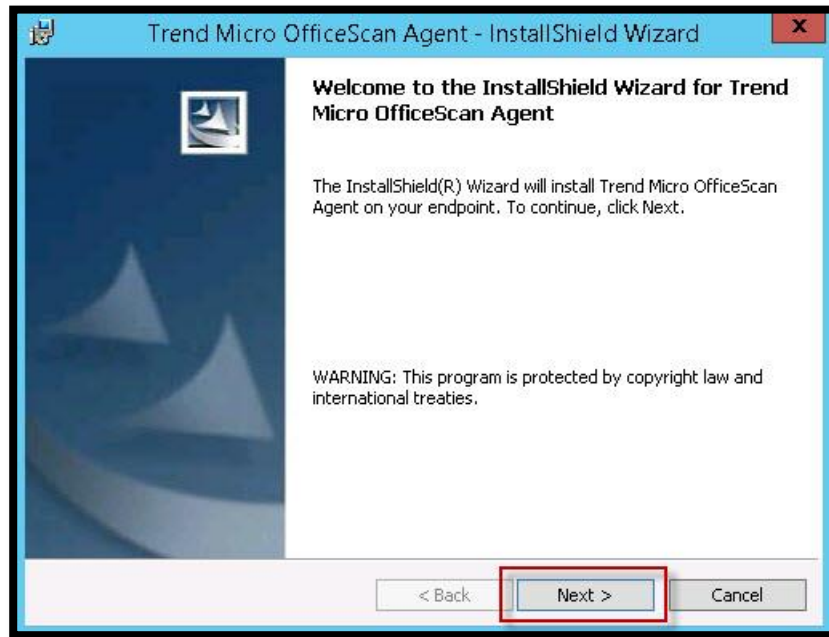 Trend Micro OfficeScan Agent - InstallShield Wizard
X
Welcome to the InstallShield Wizard for Trend
Micro OfficeScan Agent
The InstallShield(R) Wizard will install Trend Micro OfficeScan
Agent on your endpoint. To continue, click Next.
WARNING: This program is protected by copyright law and
international treaties.
< Back
Next >
Cancel